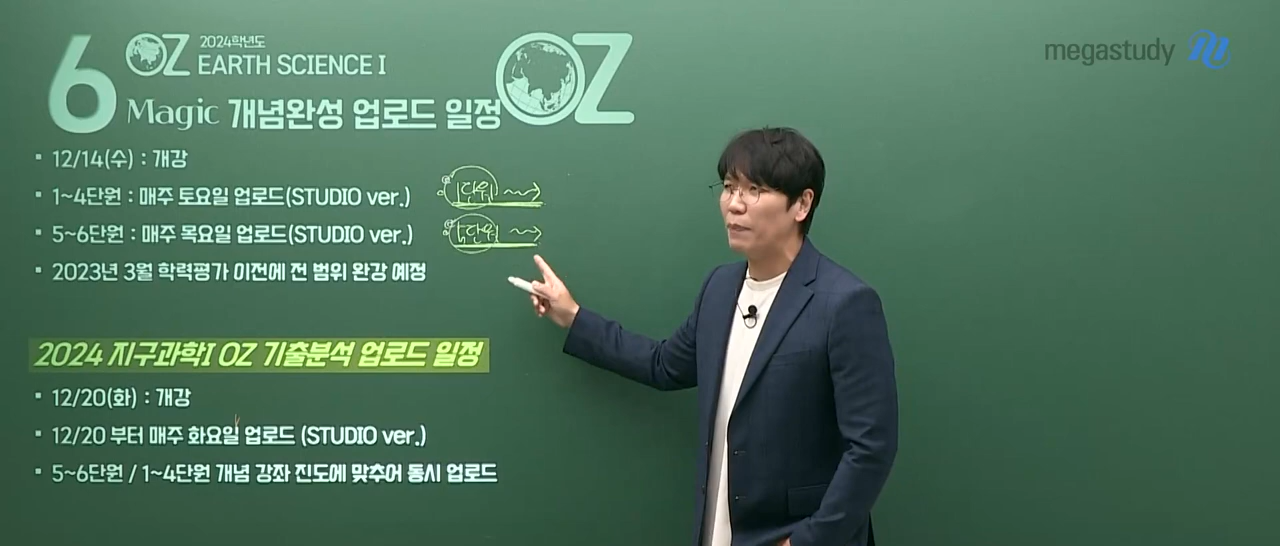 6
OZ 2024학년도
EARTH SCIENCE I
OZ
Magic 개념완성 업로드 일정
megastudy
▪ 12/14(수) : 개강
▪ 1~4단원 : 매주 토요일 업로드(STUDIO ver.)
1단원
▪ 5~6단원 : 매주 목요일 업로드(STUDIO ver.)
단원
▪ 2023년 3월 학력평가 이전에 전 범위 완강 예정
2024 지구과학I OZ 기출분석 업로드 일정
▪ 12/20(화) : 개강
▪ 12/20 부터 매주 화요일 업로드 (STUDIO ver.)
▪ 5~6단원 / 1~4단원 개념 강좌 진도에 맞추어 동시 업로드